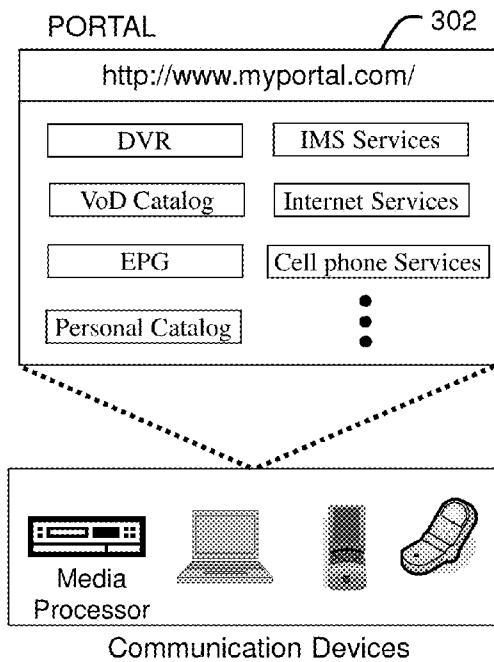 PORTAL
302
http://www.myportal.com/
DVR
IMS Services
VoD Catalog
Internet Services
EPG
Cell phone Services
Personal Catalog
Media
Processor
Communication Devices